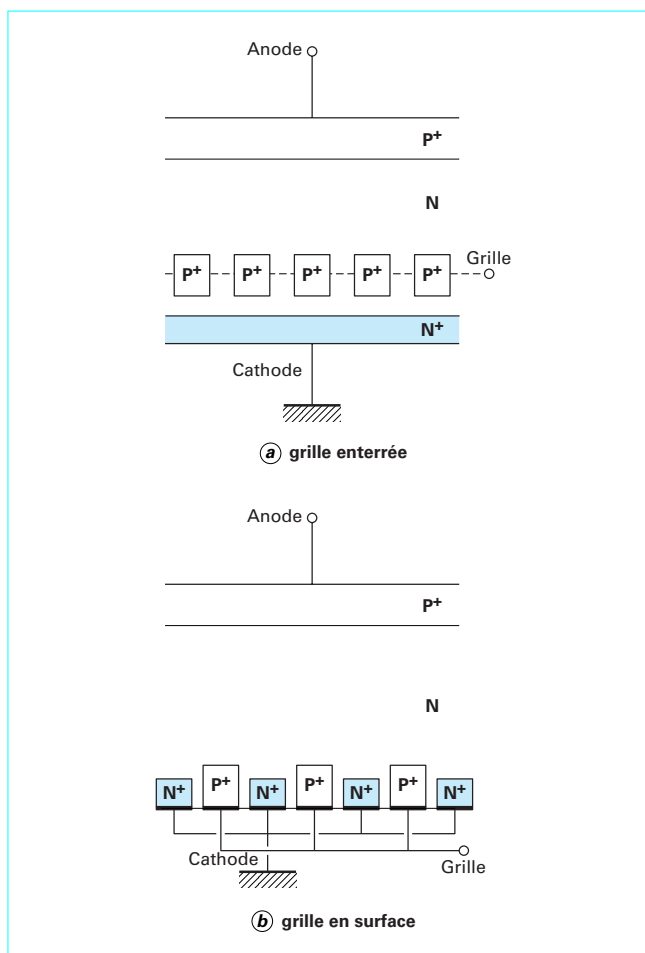 Anode
P+
N
Grille
P+ P+ P+ P+ P+
N+
Cathode
a grille enterrée
Anode
P+
N
N+ P+ N+ P+ N+ P+ N+
Cathode
Grille
b grille en surface